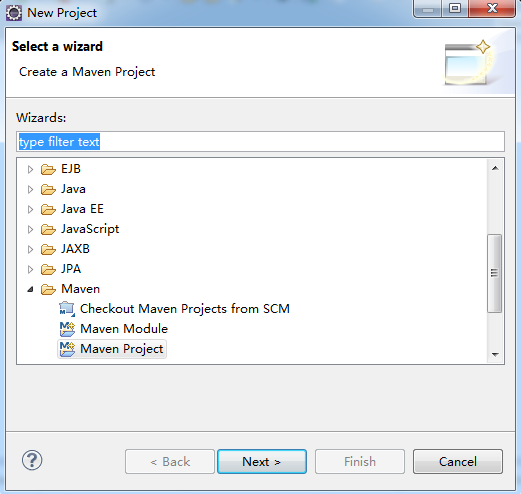 New Project
Select a wizard
Create a Maven Project
Wizards:
type filter text
EJB
Java
Java EE
JavaScript
JAXB
JPA
Maven
Checkout Maven Projects from SCM
Maven Module
Maven Project
?
< Back
Next >
Finish
Cancel